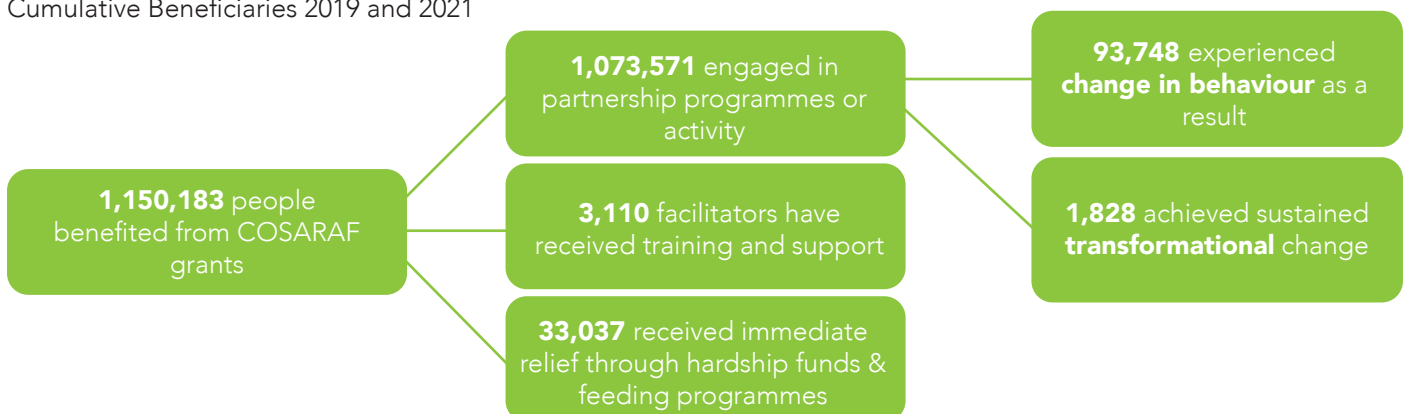 Cumulative Beneficiaries 2019 and 2021
1,150,183 people
benefited from COSARAF
grants
1,073,571 engaged in
partnership programmes or
activity
3,110 facilitators have
received training and support
33,037 received immediate
relief through hardship funds &
feeding programmes
93,748 experienced
change in behaviour as a
result
1,828 achieved sustained
transformational change